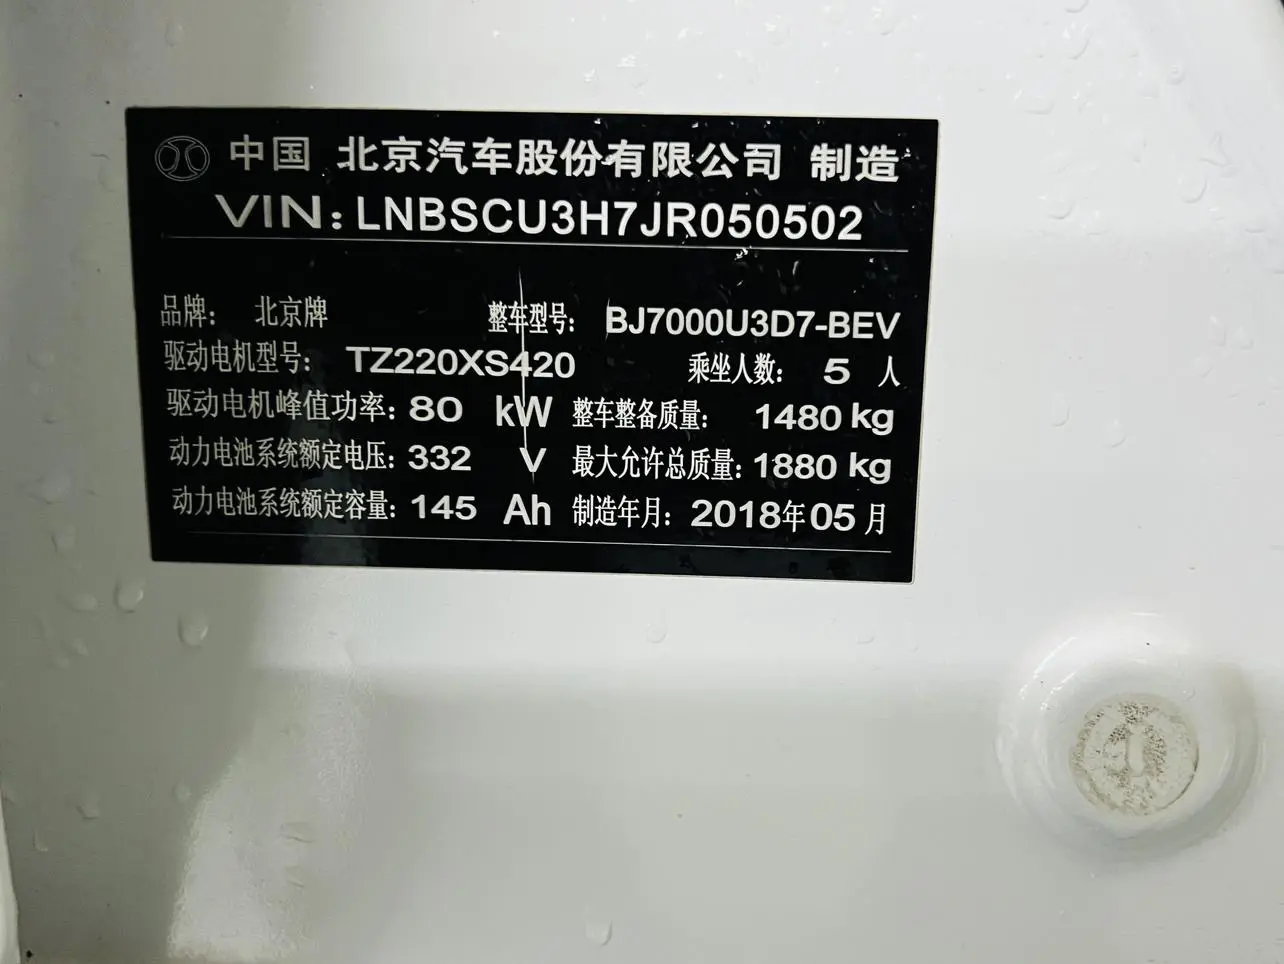 中国 北京汽车股份有限公司 制造
VIN: LNBSCU3H7JR050502
品牌: 北京牌 整车型号: BJ7000U3D7-BEV
驱动电机型号: TZ220XS420 乘坐人数: 5 人
驱动电机峰值功率: 80 kW 整车整备质量: 1480 kg
动力电池系统额定电压: 332 V 最大允许总质量: 1880 kg
动力电池系统额定容量: 145 Ah 制造年月: 2018年05月